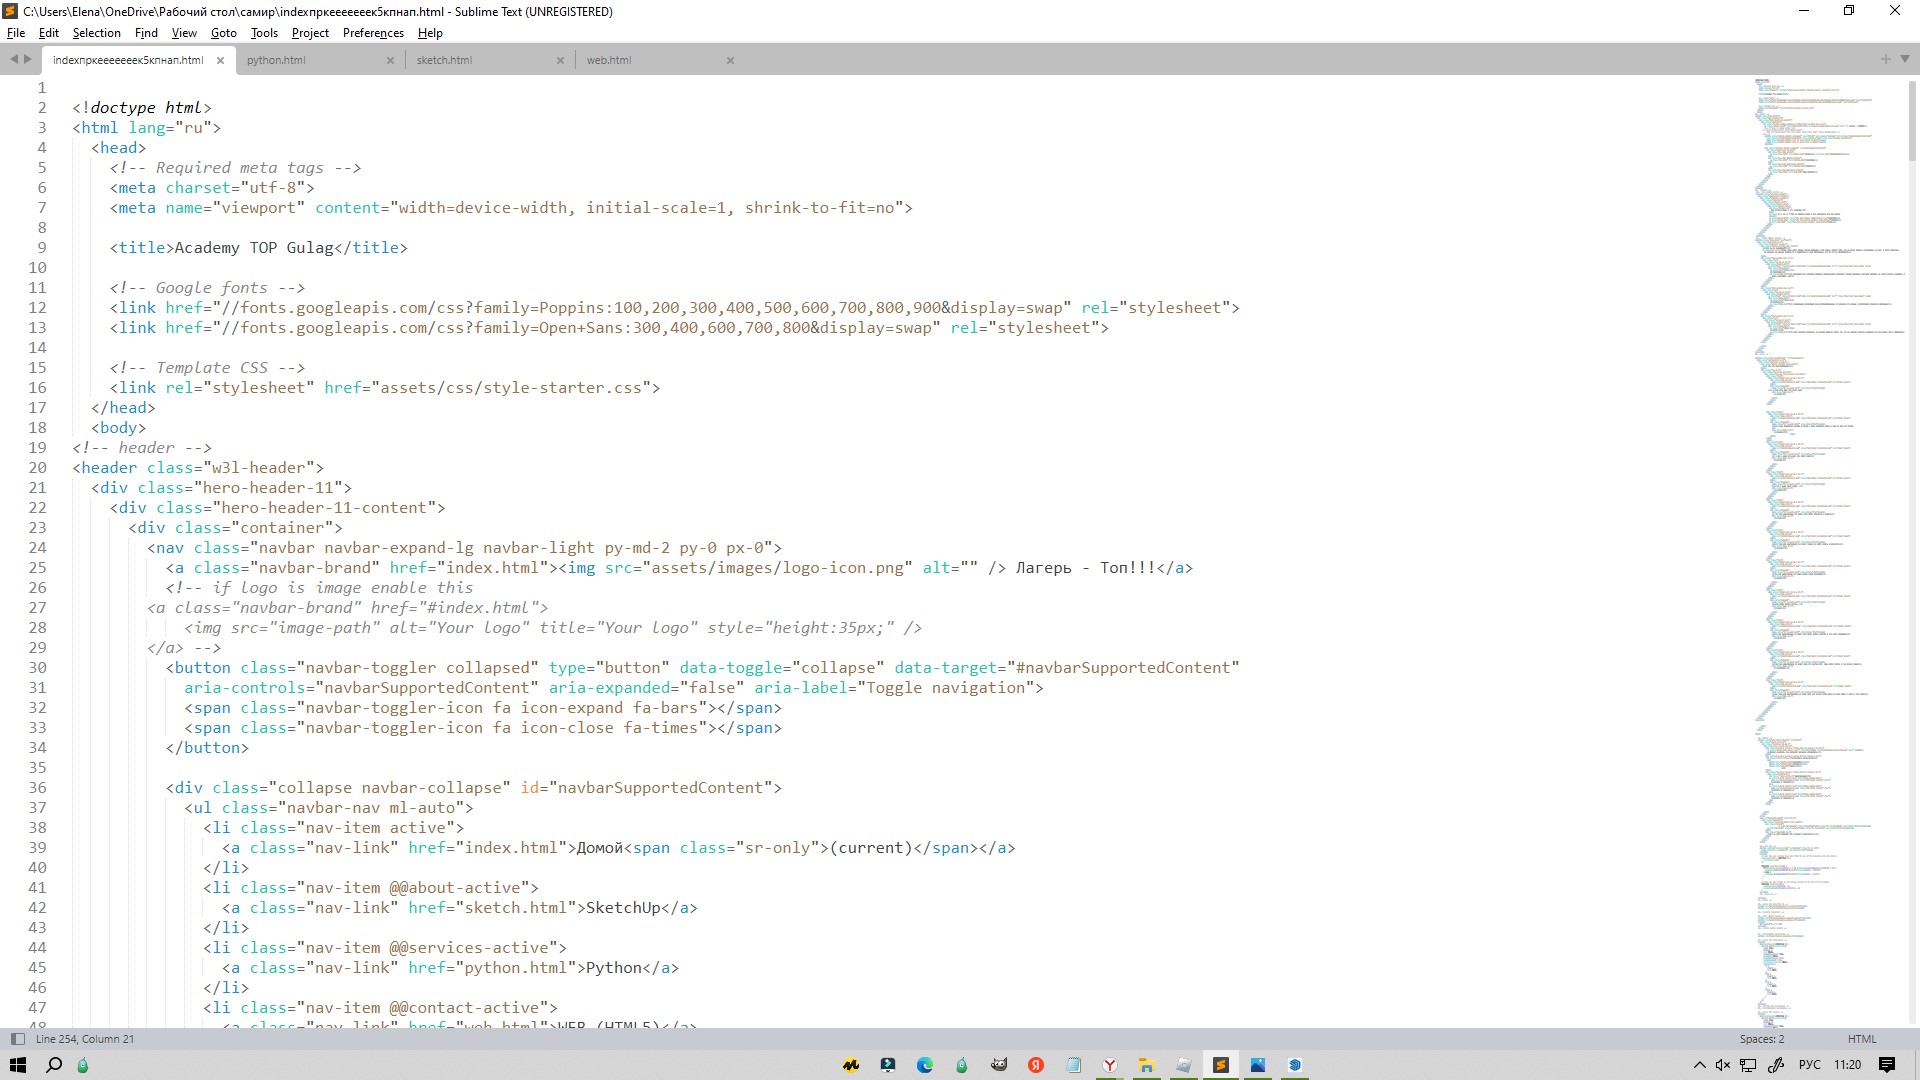 C:\Users\Elena\OneDrive\Рабочий стол\самир\indexпркеееееееек5кпнап.html - Sublime Text (UNREGISTERED)
File Edit Selection Find View Goto Tools Project Preferences Help
indexпркеееееееек5кпнап.html python.html sketch.html web.html
1
2 <!doctype html>
3 <html lang="ru">
4 <head>
5 <!-- Required meta tags -->
6 <meta charset="utf-8">
7 <meta name="viewport" content="width=device-width, initial-scale=1, shrink-to-fit=no">
8
9 <title>Academy TOP Gulag</title>
10
11 <!-- Google fonts -->
12 <link href="//fonts.googleapis.com/css?family=Poppins:100,200,300,400,500,600,700,800,900&display=swap" rel="stylesheet">
13 <link href="//fonts.googleapis.com/css?family=Open+Sans:300,400,600,700,800&display=swap" rel="stylesheet">
14
15 <!-- Template CSS -->
16 <link rel="stylesheet" href="assets/css/style-starter.css">
17 </head>
18 <body>
19 <!-- header -->
20 <header class="w3l-header">
21 <div class="hero-header-11">
22 <div class="hero-header-11-content">
23 <div class="container">
24 <nav class="navbar navbar-expand-lg navbar-light py-md-2 py-0 px-0">
25 <a class="navbar-brand" href="index.html"><img src="assets/images/logo-icon.png" alt="" /> Лагерь - Топ!!!</a>
26 <!-- if logo is image enable this
27 <a class="navbar-brand" href="#index.html">
28 <img src="image-path" alt="Your logo" title="Your logo" style="height:35px;" />
29 </a> -->
30 <button class="navbar-toggler collapsed" type="button" data-toggle="collapse" data-target="#navbarSupportedContent"
31 aria-controls="navbarSupportedContent" aria-expanded="false" aria-label="Toggle navigation">
32 <span class="navbar-toggler-icon fa icon-expand fa-bars"></span>
33 <span class="navbar-toggler-icon fa icon-close fa-times"></span>
34 </button>
35
36 <div class="collapse navbar-collapse" id="navbarSupportedContent">
37 <ul class="navbar-nav ml-auto">
38 <li class="nav-item active">
39 <a class="nav-link" href="index.html">Домой<span class="sr-only">(current)</span></a>
40 </li>
41 <li class="nav-item @@about-active">
42 <a class="nav-link" href="sketch.html">SketchUp</a>
43 </li>
44 <li class="nav-item @@services-active">
45 <a class="nav-link" href="python.html">Python</a>
46 </li>
47 <li class="nav-item @@contact-active">
48 <a class="nav-link" href="web.html">WEB (HTML5)</a>
Line 254, Column 21 Spaces: 2 HTML
РУС 11:20